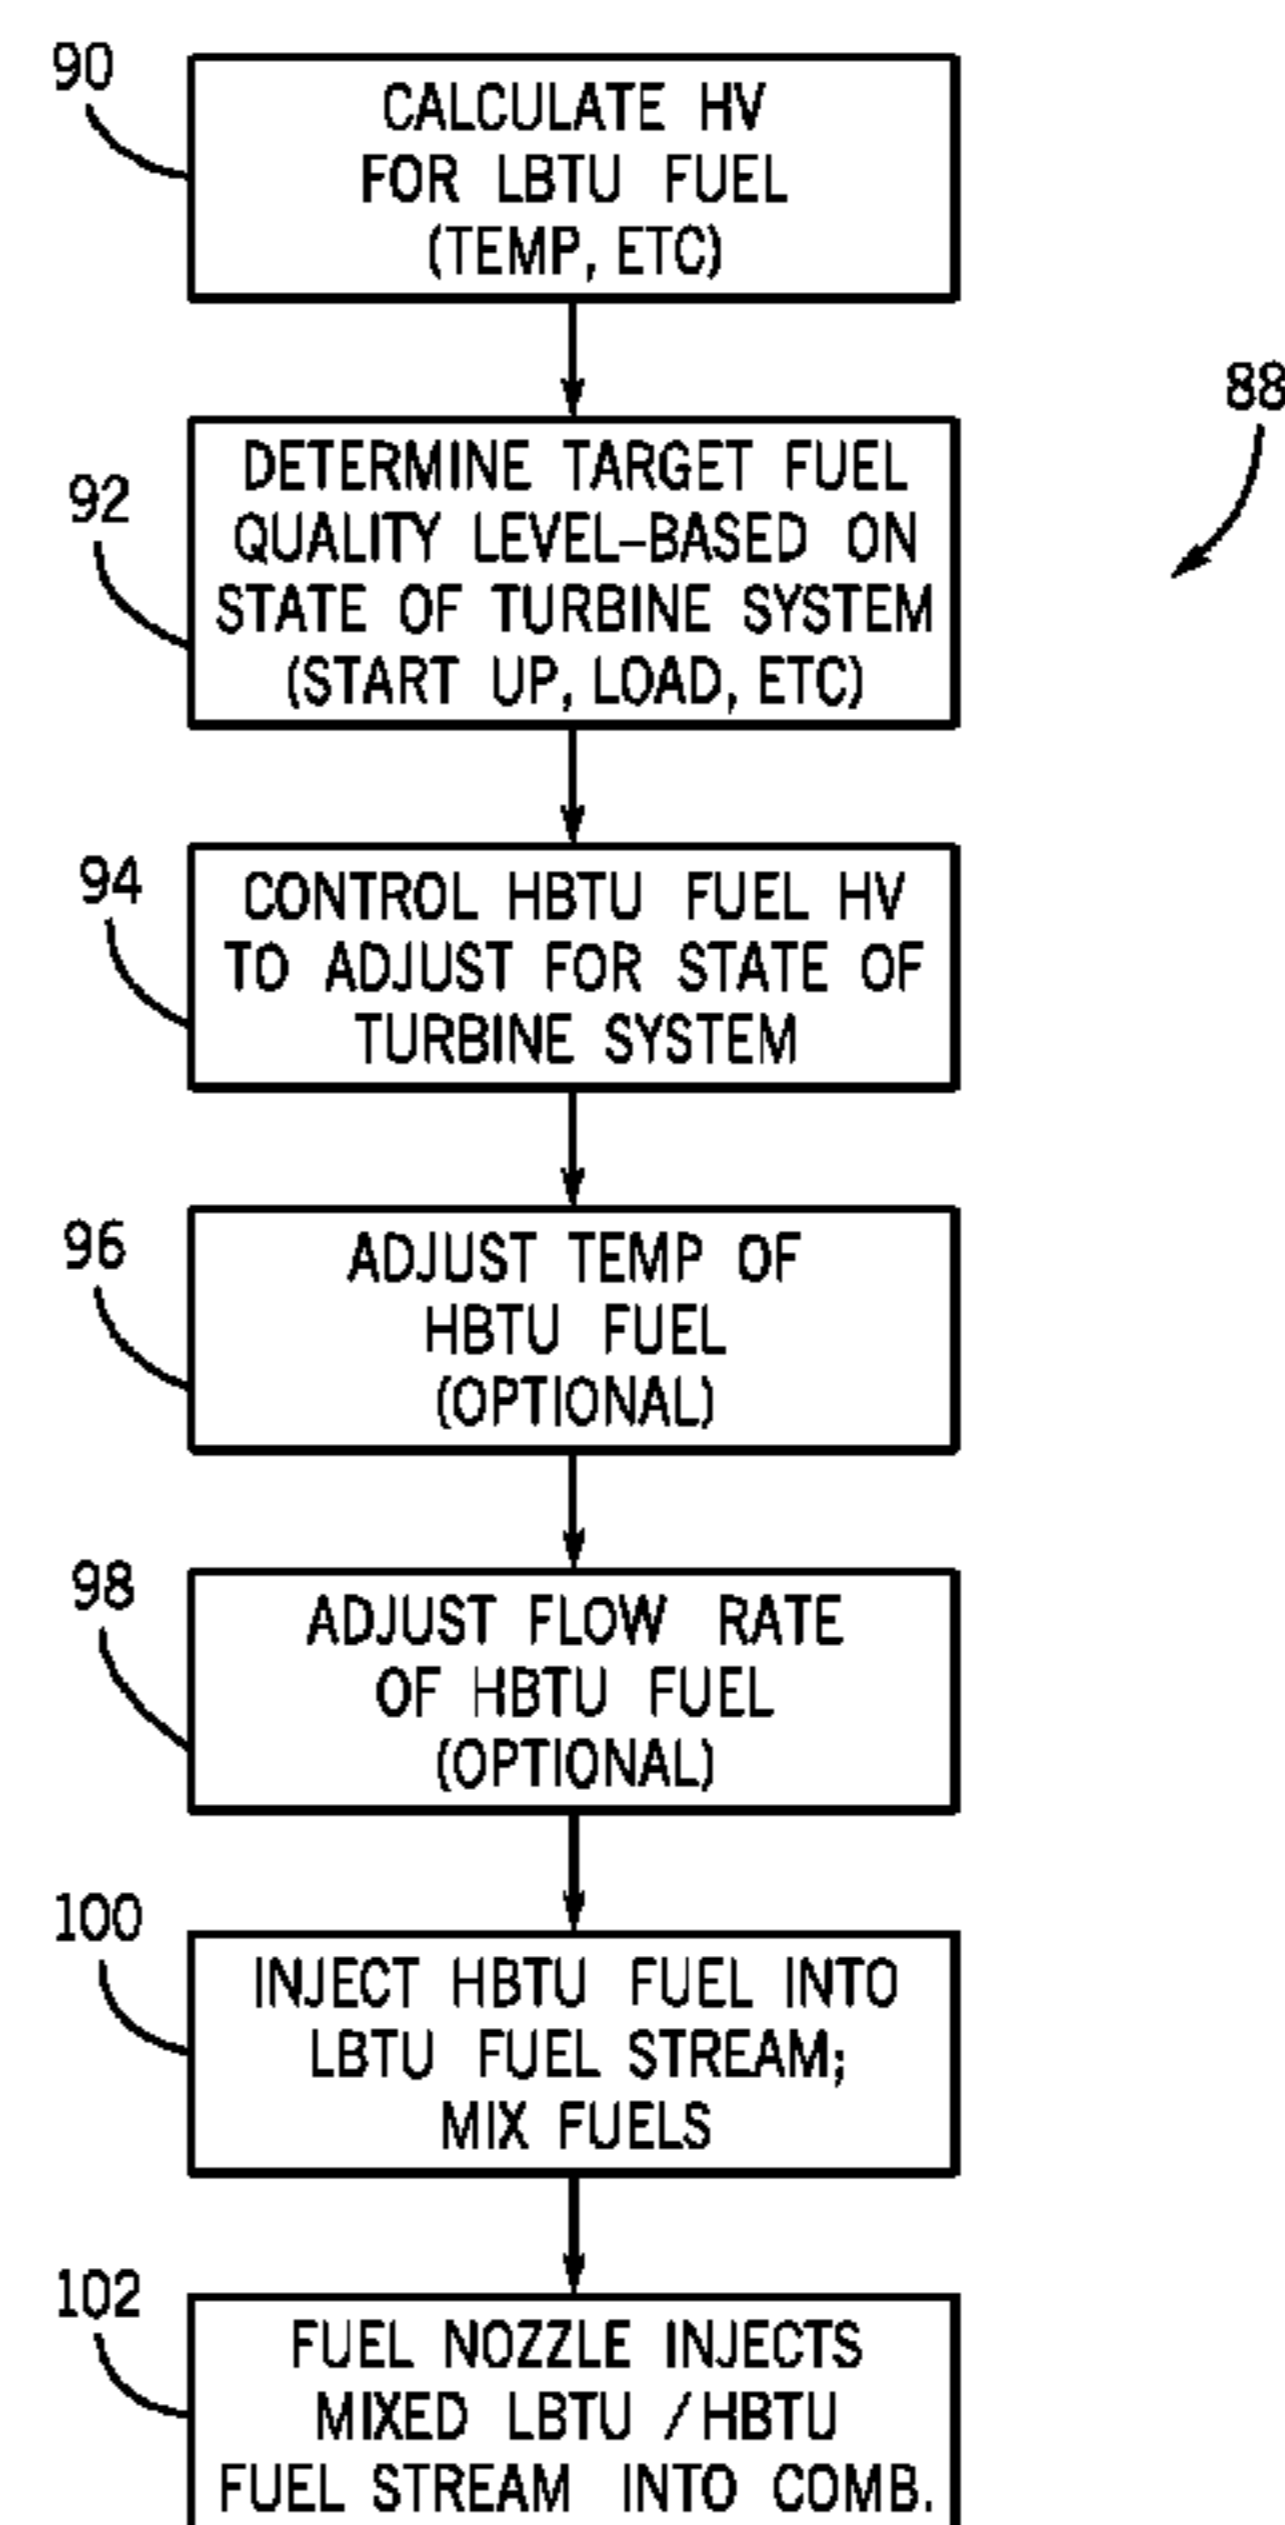 90
CALCULATE HV
FOR LBTU FUEL
(TEMP, ETC)
88
92
DETERMINE TARGET FUEL
QUALITY LEVEL-BASED ON
STATE OF TURBINE SYSTEM
(START UP, LOAD, ETC)
94
CONTROL HBTU FUEL HV
TO ADJUST FOR STATE OF
TURBINE SYSTEM
96
ADJUST TEMP OF
HBTU FUEL
(OPTIONAL)
98
ADJUST FLOW RATE
OF HBTU FUEL
(OPTIONAL)
100
INJECT HBTU FUEL INTO
LBTU FUEL STREAM;
MIX FUELS
102
FUEL NOZZLE INJECTS
MIXED LBTU /HBTU
FUEL STREAM INTO COMB.